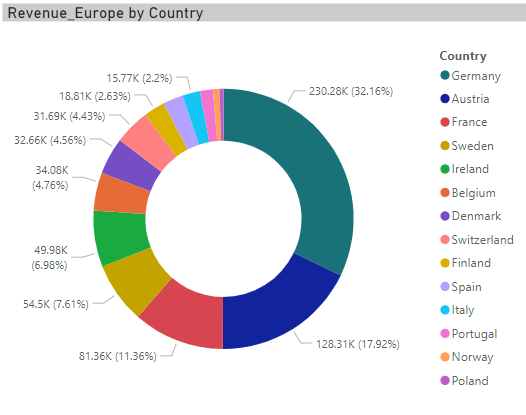 Revenue_Europe by Country
15.77K (2.2%)
18.81K (2.63%)
31.69K (4.43%)
32.66K (4.56%)
34.08K
(4.76%)
49.98K
(6.98%)
54.5K (7.61%)
81.36K (11.36%)
230.28K (32.16%)
128.31K (17.92%)
Country
Germany
Austria
France
Sweden
Ireland
Belgium
Denmark
Switzerland
Finland
Spain
Italy
Portugal
Norway
Poland